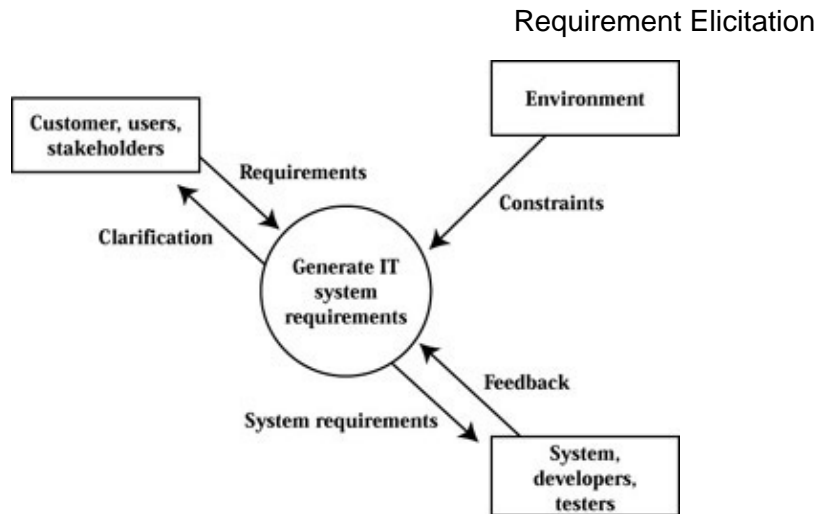 Requirement Elicitation
Environment
Customer, users,
stakeholders
Requirements
Constraints
Clarification
Generate IT
system
requirements
Feedback
System requirements
System,
developers,
testers